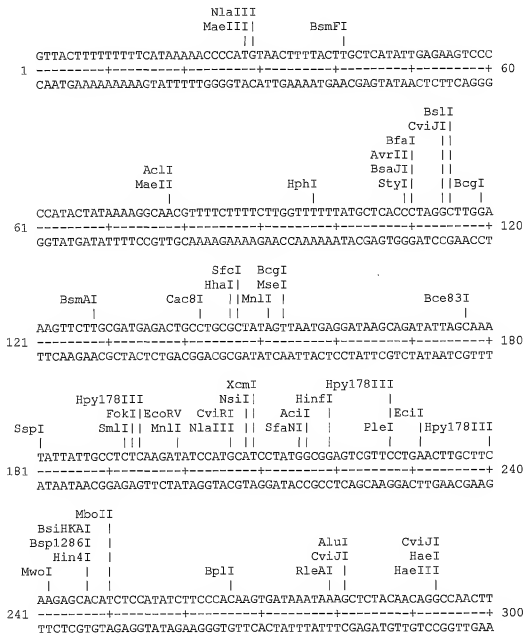 NlaIII
MaeIII BsmFI
GTTACTTTTTTTTTCATAAAAACCCCATGTAACTTTTACTTGCTCATATTGAGAAGTCCC
1 60
CAATGAAAAAAAAAGTATTTTTGGGGTACATTGAAAATGAACGAGTATAACTCTTCAGGG
BslI
CviJI
BfaI
AvrII
AclI BsaJI
MaeII HphI StyI BcgI
CCATACTATAAAAGGCAACGTTTTCTTTTCTTGGTTTTTTATGCTCACCCTAGGCTTGGA
61 120
GGTATGATATTTTCCGTTGCAAAAGAAAAGAACCAAAAAATACGAGTGGGATCCGAACCT
SfcI BcgI
HhaI MseI
BsmAI Cac8I MnlI Bce83I
AAGTTCTTGCGATGAGACTGCCTGCGCTATAGTTAATGAGGATAAGCAGATATTAGCAAA
121 180
TTCAAGAACGCTACTCTGACGGACGCGATATCAATTACTCCTATTCGTCTATAATCGTTT
XcmI Hpy178III
Hpy178III NsiI HinfI
FokI EcoRV CviRI AciI EciI
SspI SmlI MnlI NlaIII SfaNI PleI Hpy178III
TATTATTGCCTCTCAAGATATCCATGCATCCTATGGCGGAGTCGTTCCTGAACTTGCTTC
181 240
ATAATAACGGAGAGTTCTATAGGTACGTAGGATACCGCCTCAGCAAGGACTTGAACGAAG
MboII
BsiHKAI
Bsp1286I AluI CviJI
Hin4I CviJI HaeI
MwoI BplI RleAI HaeIII
AAGAGCACATCTCCATATCTTCCCACAAGTGATAAATAAAGCTCTACAACAGGCCAACTT
241 300
TTCTCGTGTAGAGGTATAGAAGGGTGTTCACTATTTATTTCGAGATGTTGTCCGGTTGAA